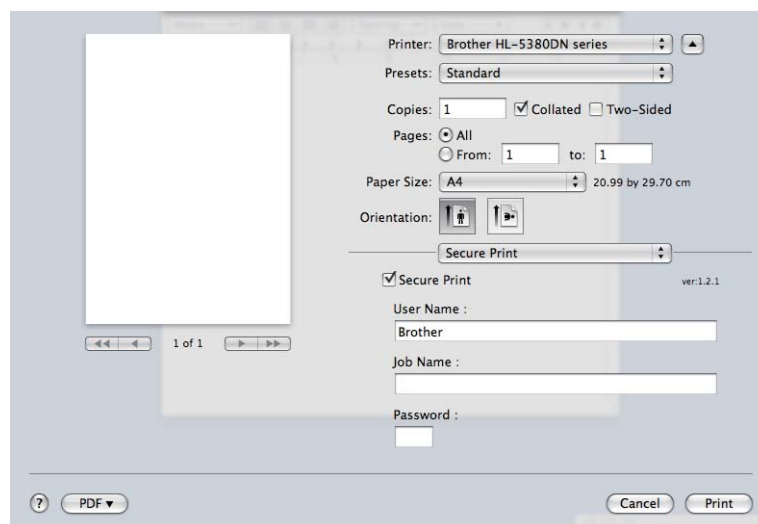 Printer: Brother HL-5380DN series
Presets: Standard
Copies: 1 Collated Two-Sided
Pages: All
From: 1 to: 1
Paper Size: A4 20.99 by 29.70 cm
Orientation:
Secure Print
Secure Print ver:1.2.1
User Name :
Brother
1 of 1
Job Name :
Password :
? PDF Cancel Print